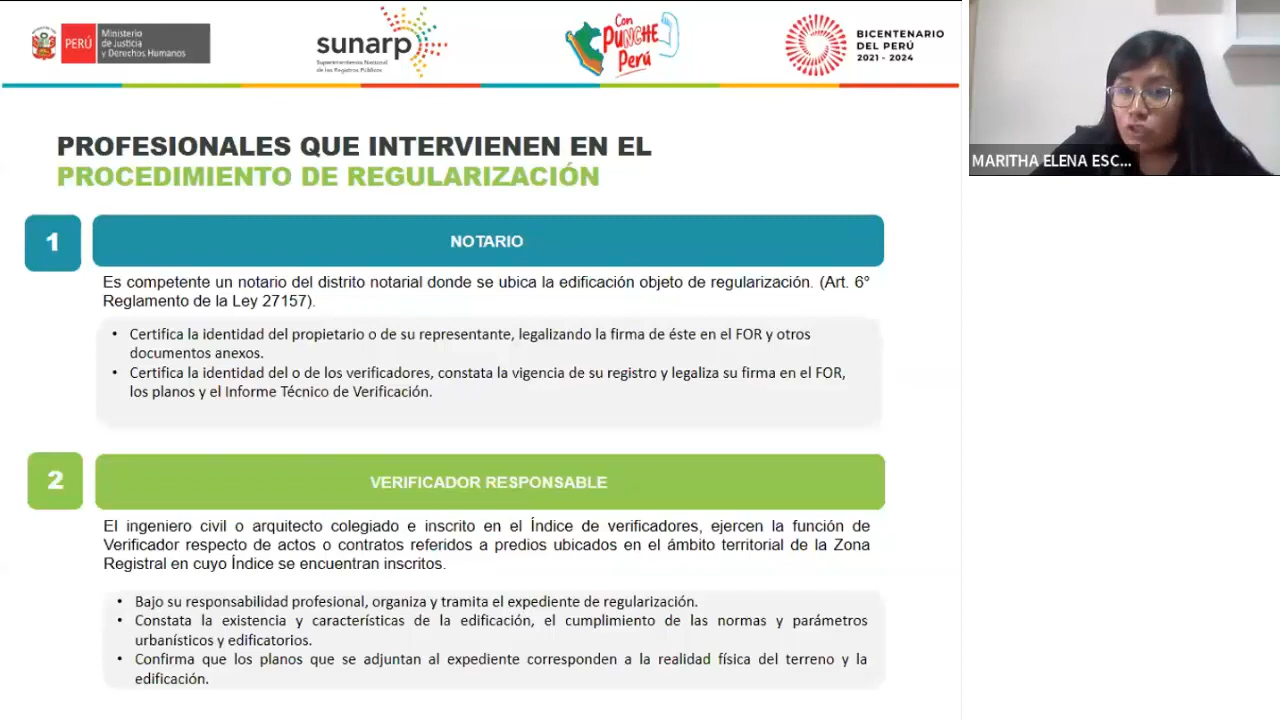 PERÚ
Ministerio
de Justicia
y Derechos Humanos
sunarp
Superintendencia Nacional
de los Registros Públicos
Con
PUNCHE
Perú
BICENTENARIO
DEL PERÚ
2021 - 2024
MARITHA ELENA ESC...
PROFESIONALES QUE INTERVIENEN EN EL
PROCEDIMIENTO DE REGULARIZACIÓN
1
NOTARIO
Es competente un notario del distrito notarial donde se ubica la edificación objeto de regularización. (Art. 6°
Reglamento de la Ley 27157).
• Certifica la identidad del propietario o de su representante, legalizando la firma de éste en el FOR y otros
documentos anexos.
• Certifica la identidad del o de los verificadores, constata la vigencia de su registro y legaliza su firma en el FOR,
los planos y el Informe Técnico de Verificación.
2
VERIFICADOR RESPONSABLE
El ingeniero civil o arquitecto colegiado e inscrito en el Índice de verificadores, ejercen la función de
Verificador respecto de actos o contratos referidos a predios ubicados en el ámbito territorial de la Zona
Registral en cuyo Índice se encuentran inscritos.
• Bajo su responsabilidad profesional, organiza y tramita el expediente de regularización.
• Constata la existencia y características de la edificación, el cumplimiento de las normas y parámetros
urbanísticos y edificatorios.
• Confirma que los planos que se adjuntan al expediente corresponden a la realidad física del terreno y la
edificación.